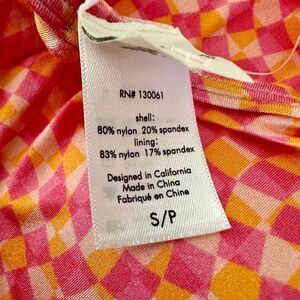 RN# 130061
shell:
80% nylon 20% spandex
lining:
83% nylon 17% spandex
Designed in California
Made in China
Fabriqué en Chine
S/P